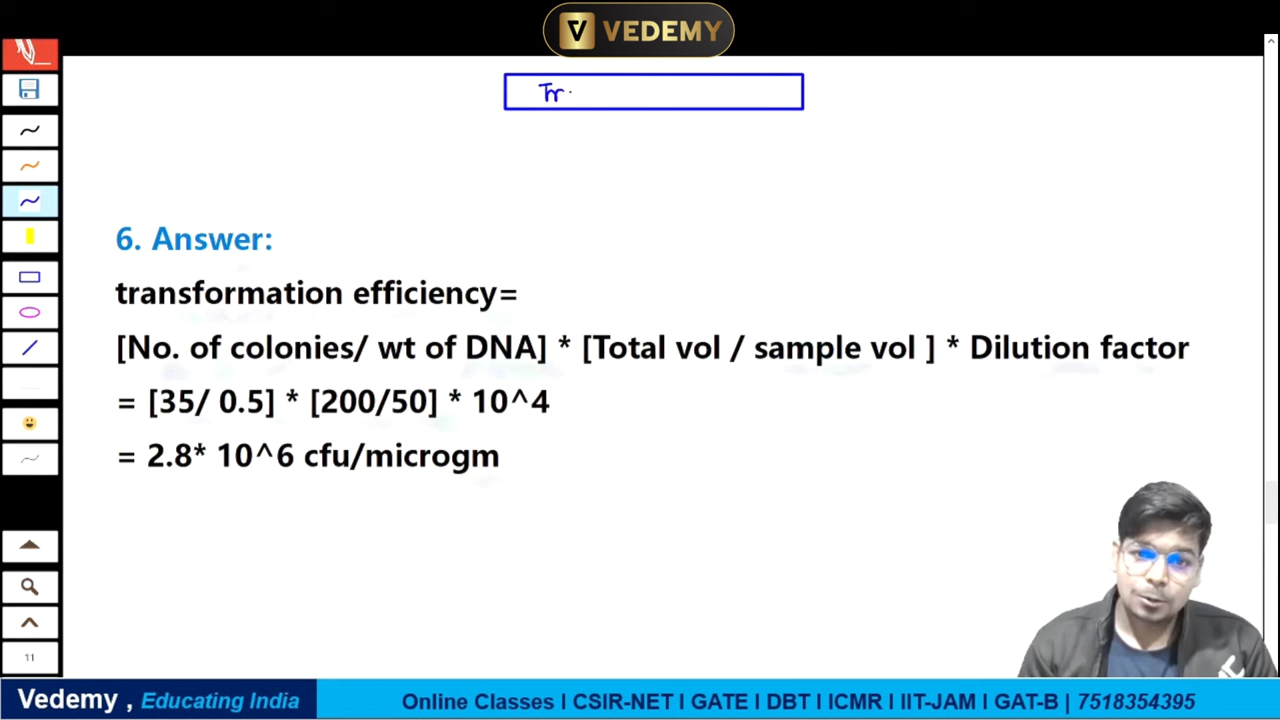 VEDEMY
Tr
6. Answer:
transformation efficiency=
[No. of colonies/ wt of DNA] * [Total vol / sample vol ] * Dilution factor
= [35/ 0.5] * [200/50] * 10^4
= 2.8* 10^6 cfu/microgm
11
Vedemy , Educating India
Online Classes I CSIR-NET I GATE I DBT I ICMR I IIT-JAM I GAT-B | 7518354395